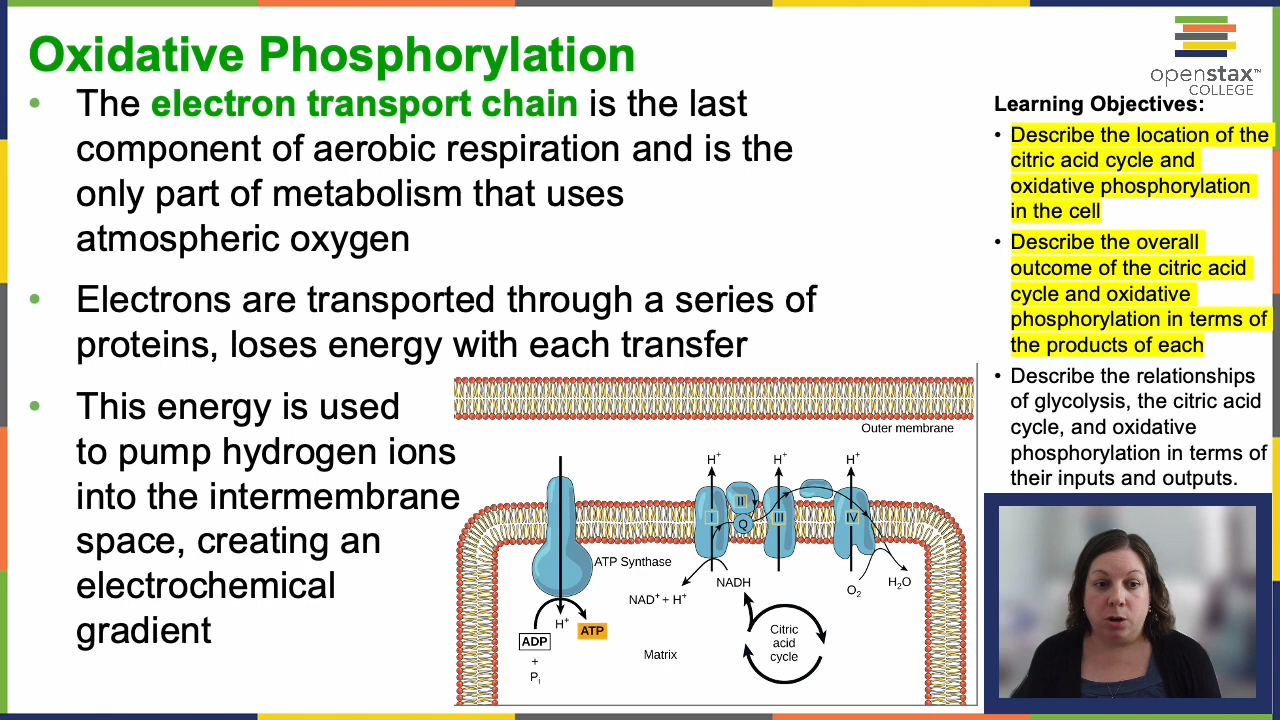 Oxidative Phosphorylation
• The electron transport chain is the last
component of aerobic respiration and is the
only part of metabolism that uses
atmospheric oxygen
• Electrons are transported through a series of
proteins, loses energy with each transfer
• This energy is used
to pump hydrogen ions
into the intermembrane
space, creating an
electrochemical
gradient
openstax™
COLLEGE
Learning Objectives:
• Describe the location of the
citric acid cycle and
oxidative phosphorylation
in the cell
• Describe the overall
outcome of the citric acid
cycle and oxidative
phosphorylation in terms of
the products of each
• Describe the relationships
of glycolysis, the citric acid
cycle, and oxidative
phosphorylation in terms of
their inputs and outputs.
Outer membrane
H⁺
H⁺
H⁺
I
II
Q
III
IV
ATP Synthase
NADH
NAD⁺ + H⁺
O₂
H₂O
H⁺
ATP
ADP
+
Pᵢ
Matrix
Citric
acid
cycle